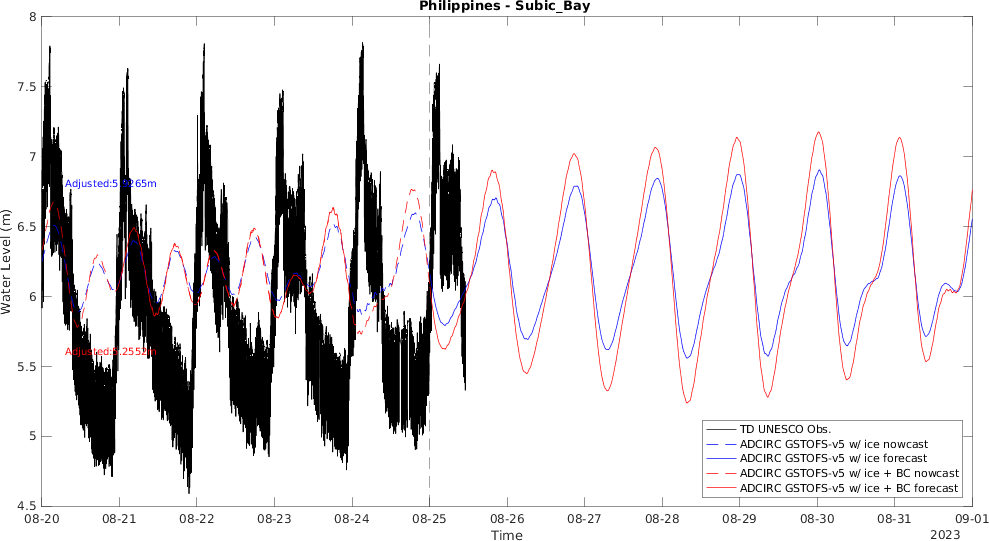 Philippines - Subic_Bay
8
7.5
7
6.5
6
5.5
5
4.5
Water Level (m)
Adjusted:
Adjusted:
08-20 08-21 08-22 08-23 08-24 08-25 08-26 08-27 08-28 08-29 08-30 08-31 09-01
Time
2023
TD UNESCO Obs.
ADCIRC GSTOFS-v5 w/ ice nowcast
ADCIRC GSTOFS-v5 w/ ice forecast
ADCIRC GSTOFS-v5 w/ ice + BC nowcast
ADCIRC GSTOFS-v5 w/ ice + BC forecast